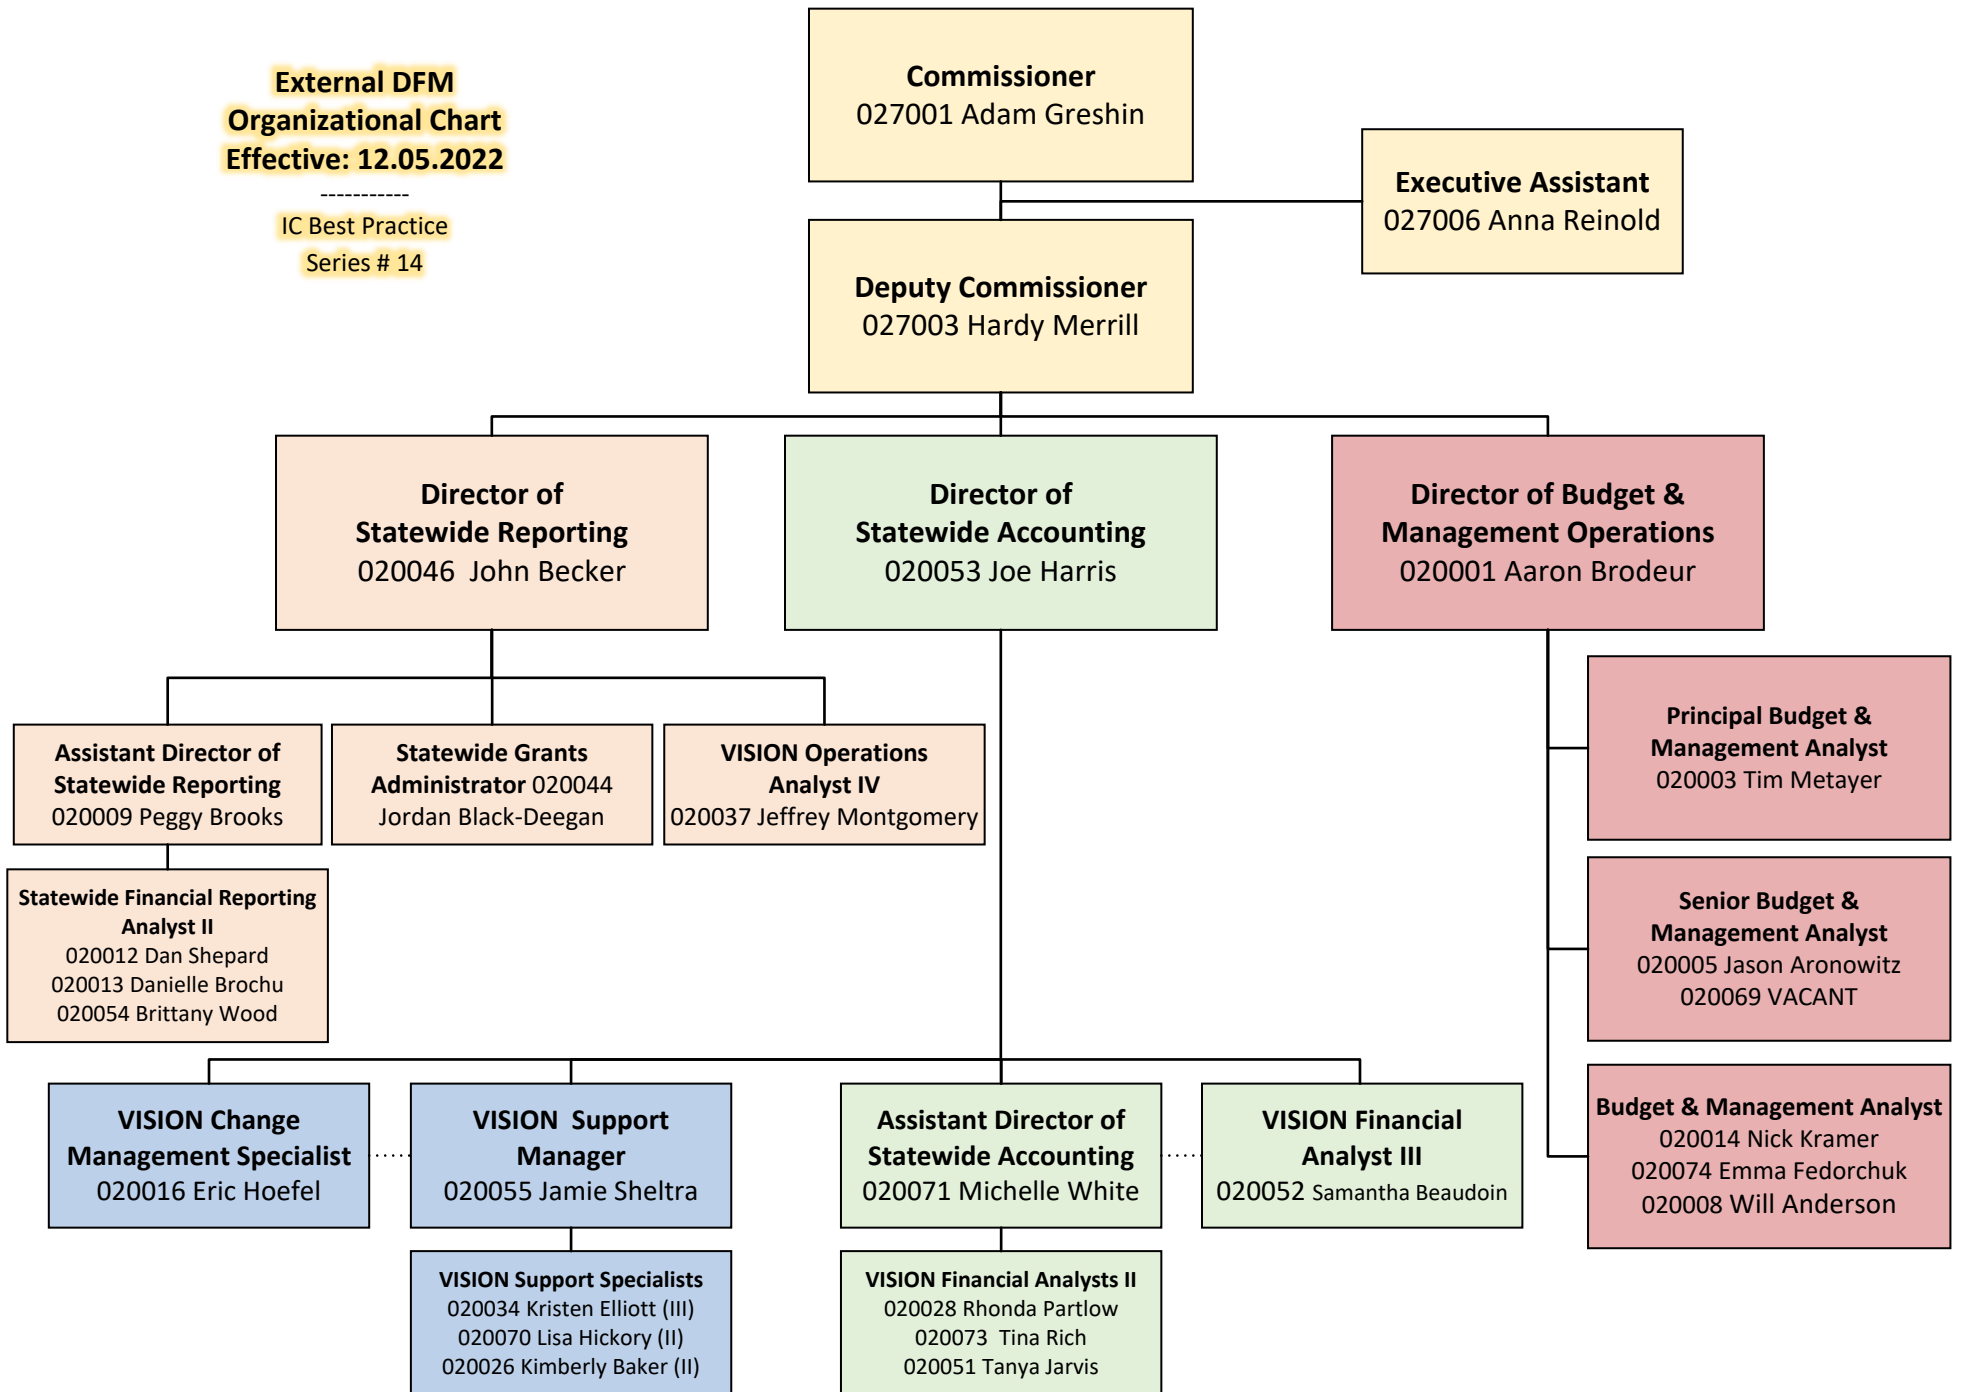 External DFM
Organizational Chart
Effective: 12.05.2022
-----------
IC Best Practice
Series # 14
Commissioner
027001 Adam Greshin
Executive Assistant
027006 Anna Reinold
Deputy Commissioner
027003 Hardy Merrill
Director of
Statewide Reporting
020046  John Becker
Director of
Statewide Accounting
020053 Joe Harris
Director of Budget &
Management Operations
020001 Aaron Brodeur
Assistant Director of
Statewide Reporting
020009 Peggy Brooks
Statewide Grants
Administrator 020044
Jordan Black-Deegan
VISION Operations
Analyst IV
020037 Jeffrey Montgomery
Principal Budget &
Management Analyst
020003 Tim Metayer
Statewide Financial Reporting
Analyst II
020012 Dan Shepard
020013 Danielle Brochu
020054 Brittany Wood
Senior Budget &
Management Analyst
020005 Jason Aronowitz
020069 VACANT
VISION Change
Management Specialist
020016 Eric Hoefel
VISION  Support
Manager
020055 Jamie Sheltra
Assistant Director of
Statewide Accounting
020071 Michelle White
VISION Financial
Analyst III
020052 Samantha Beaudoin
Budget & Management Analyst
020014 Nick Kramer
020074 Emma Fedorchuk
020008 Will Anderson
VISION Support Specialists
020034 Kristen Elliott (III)
020070 Lisa Hickory (II)
020026 Kimberly Baker (II)
VISION Financial Analysts II
020028 Rhonda Partlow
020073  Tina Rich
020051 Tanya Jarvis